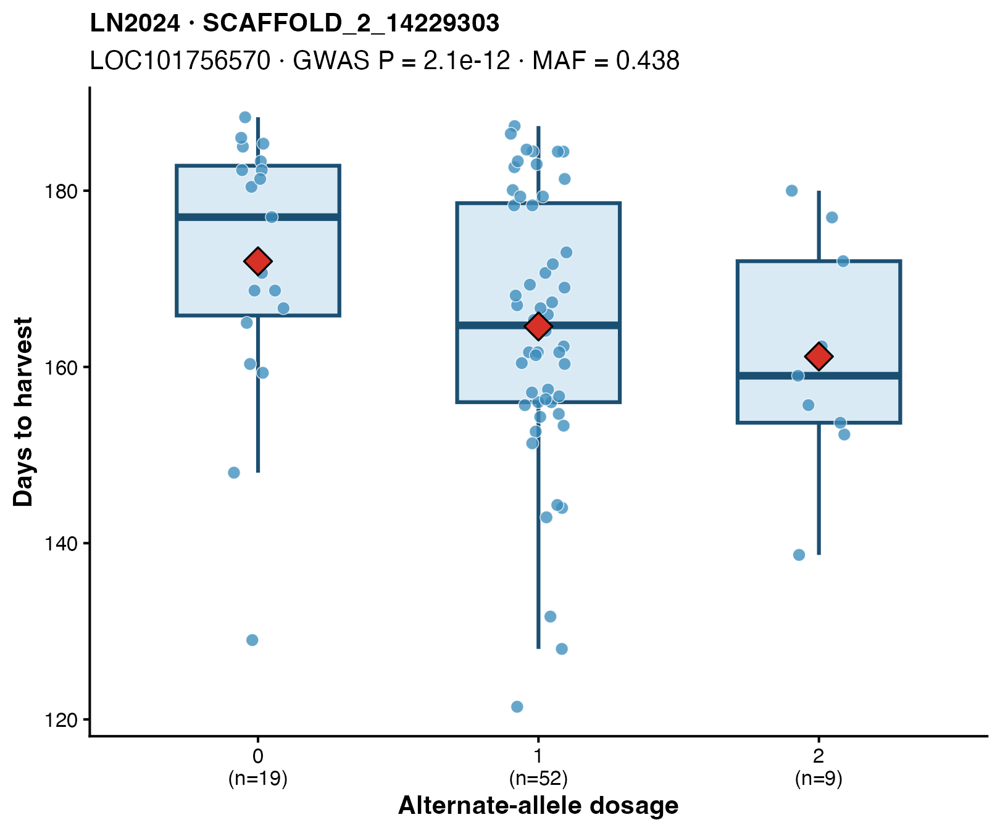 LN2024 · SCAFFOLD_2_14229303
LOC101756570 · GWAS P = 2.1e-12 · MAF = 0.438
Days to harvest
180
160
140
120
0
(n=19)
1
(n=52)
2
(n=9)
Alternate-allele dosage